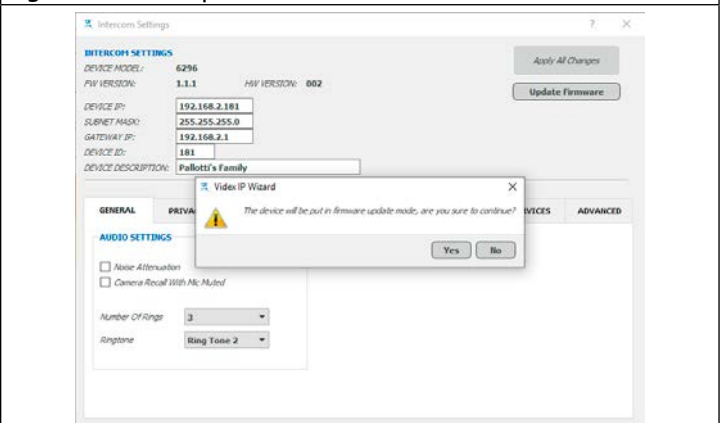 Intercom Settings ? ×
INTERCOM SETTINGS
DEVICE MODEL: 6296
FW VERSION: 1.1.1 HW VERSION: 002
DEVICE IP: 192.168.2.181
SUBNET MASK: 255.255.255.0
GATEWAY IP: 192.168.2.1
DEVICE ID: 181
DEVICE DESCRIPTION: Pallotti's Family
Apply All Changes
Update Firmware
Videx IP Wizard ×
The device will be put in firmware update mode, are you sure to continue?
Yes No
GENERAL PRIVA VICES ADVANCED
AUDIO SETTINGS
Noise Attenuation
Camera Recall With Mic Muted
Number Of Rings 3
Ringtone Ring Tone 2